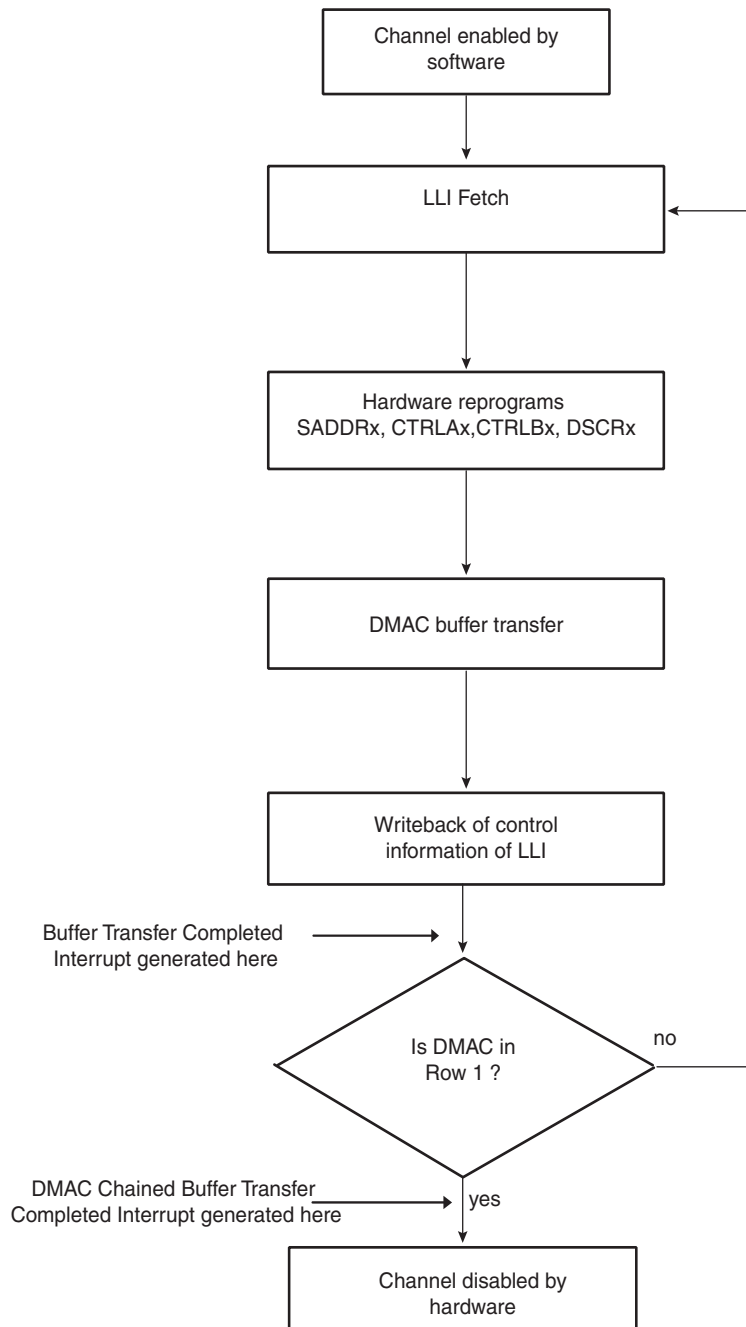 Channel enabled by
software
LLI Fetch
Hardware reprograms
SADDRx, CTRLAx,CTRLBx, DSCRx
DMAC buffer transfer
Writeback of control
information of LLI
Buffer Transfer Completed
Interrupt generated here
Is DMAC in
Row 1 ?
no
DMAC Chained Buffer Transfer
Completed Interrupt generated here
yes
Channel disabled by
hardware